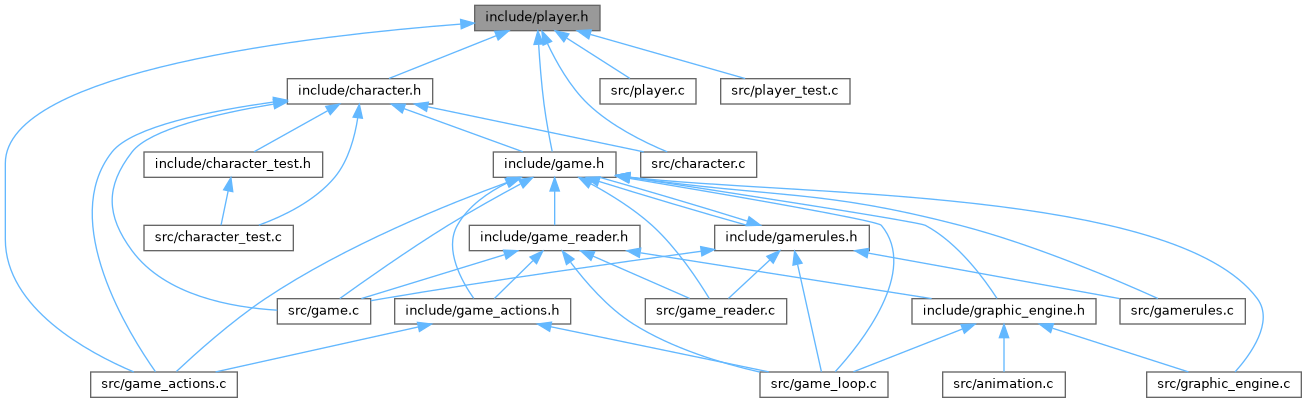 include/player.h
include/character.h
src/player.c
src/player_test.c
include/character_test.h
include/game.h
src/character.c
src/character_test.c
include/game_reader.h
include/gamerules.h
src/game.c
include/game_actions.h
src/game_reader.c
include/graphic_engine.h
src/gamerules.c
src/game_actions.c
src/game_loop.c
src/animation.c
src/graphic_engine.c